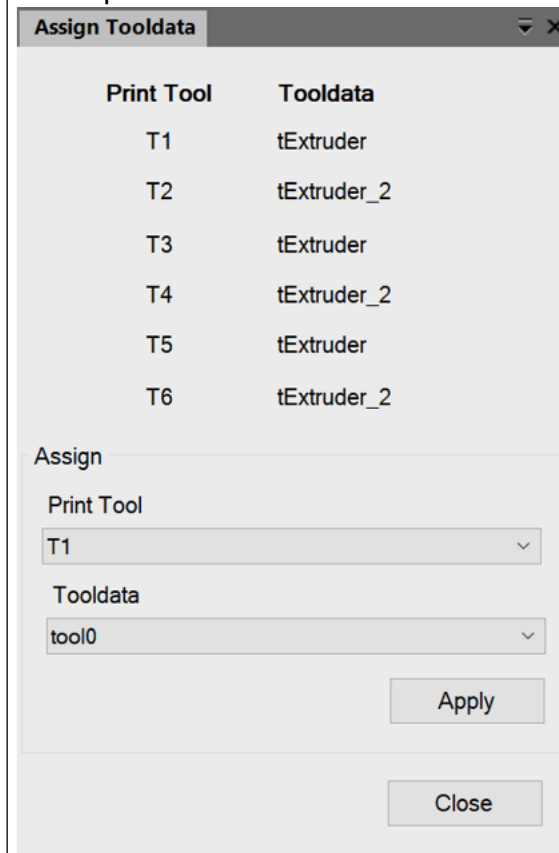 Assign Tooldata
Print Tool Tooldata
T1 tExtruder
T2 tExtruder_2
T3 tExtruder
T4 tExtruder_2
T5 tExtruder
T6 tExtruder_2
Assign
Print Tool
T1
Tooldata
tool0
Apply
Close